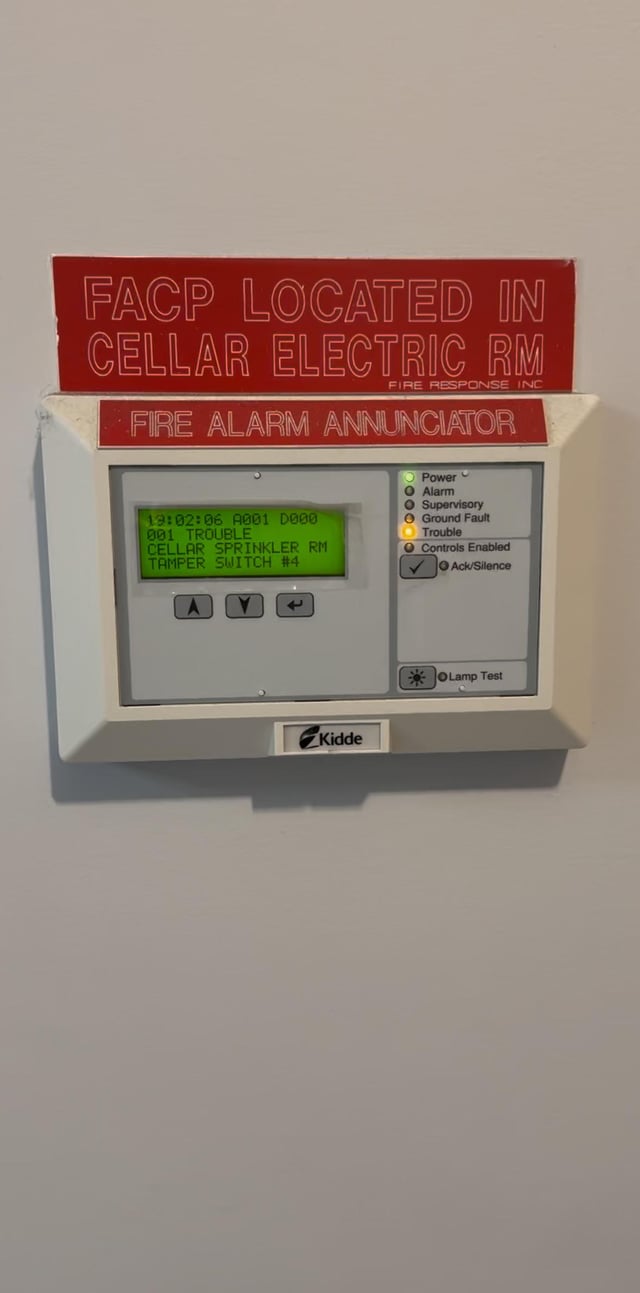 FACP LOCATED IN
CELLAR ELECTRIC RM
FIRE RESPONSE INC
FIRE ALARM ANNUNCIATOR
19:02:06 A001 D000
001 TROUBLE
CELLAR SPRINKLER RM
TAMPER SWITCH #4
Power
Alarm
Supervisory
Ground Fault
Trouble
Controls Enabled
Ack/Silence
Lamp Test
Kidde